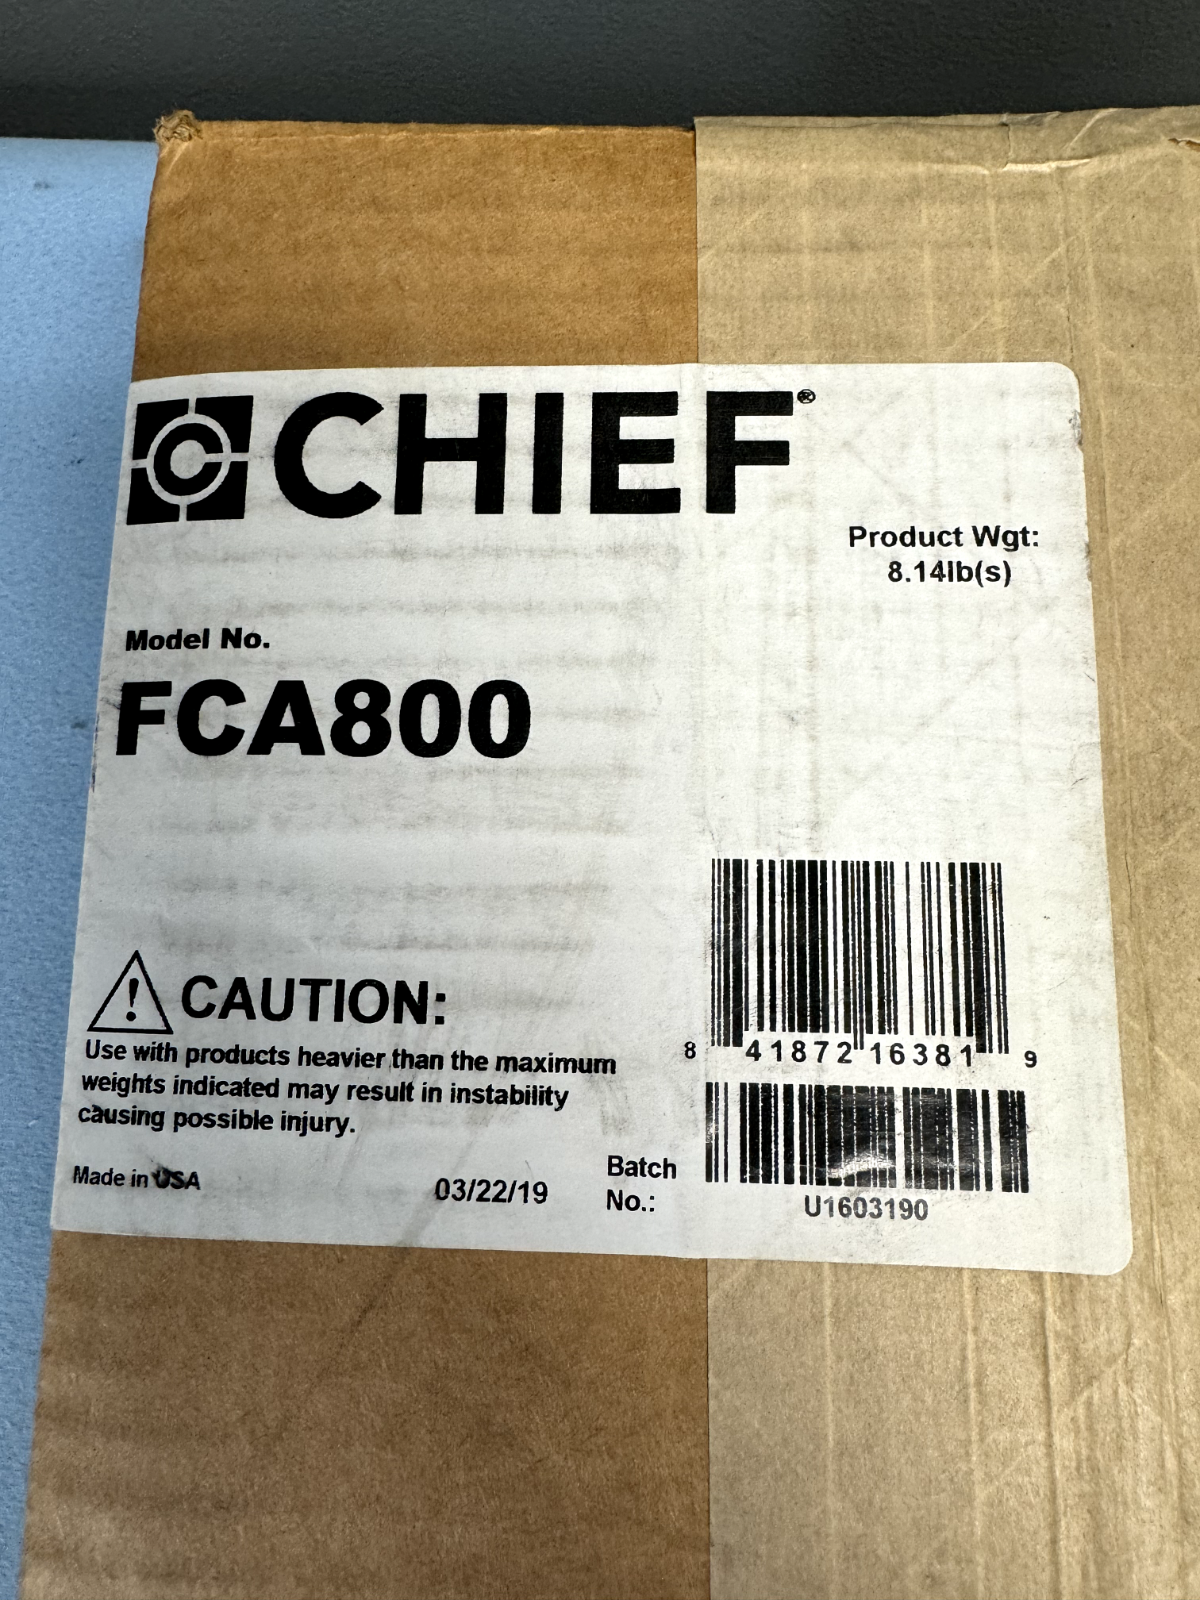 CHIEF®
Product Wgt:
8.14lb(s)
Model No.
FCA800
CAUTION:
Use with products heavier than the maximum
weights indicated may result in instability
causing possible injury.
8 41872 16381 9
Made in USA
03/22/19
Batch
No.:
U1603190